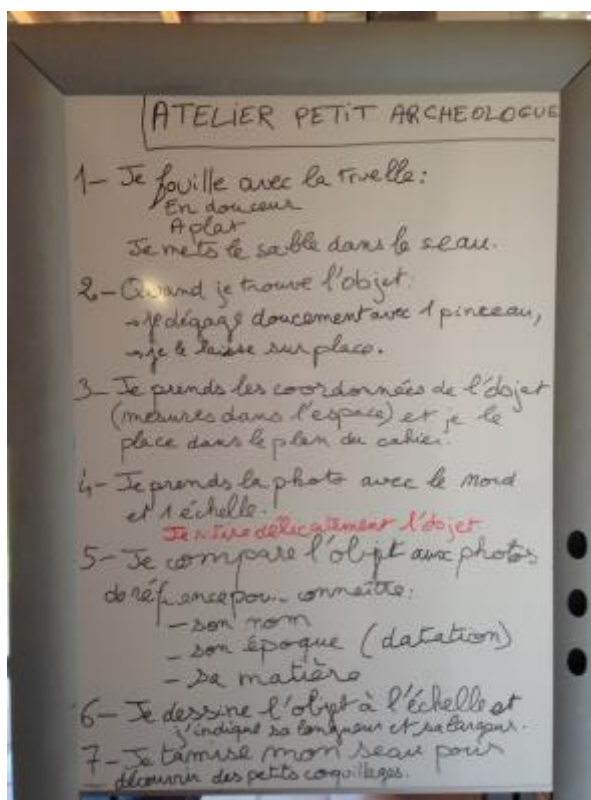 ATELIER PETIT ARCHEOLOGUE
1- Je fouille avec la truelle:
En douceur
A plat
Je mets le sable dans le seau.
2- Quand je trouve l'objet:
→ je dégage doucement avec 1 pinceau,
→ je le laisse sur place.
3- Je prends les coordonnées de l'objet
(mesures dans l'espace) et je le
place dans le plan du cahier.
4- Je prends la photo avec le nord
et 1 échelle.
Je retire délicatement l'objet
5- Je compare l'objet aux photos
de référence pour connaître:
- son nom
- son époque (datation)
- sa matière
6- Je dessine l'objet à l'échelle et
j'indique sa longueur et sa largeur.
7- Je tamise mon seau pour
découvrir des petits coquillages.